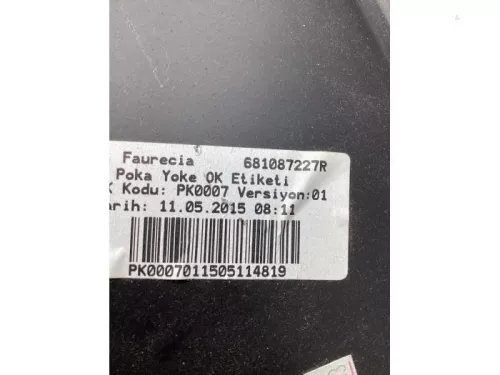 Faurecia 681087227R
Poka Yoke OK Etiketi
K Kodu: PK0007 Versiyon:01
arih: 11.05.2015 08:11
PK0007011505114819